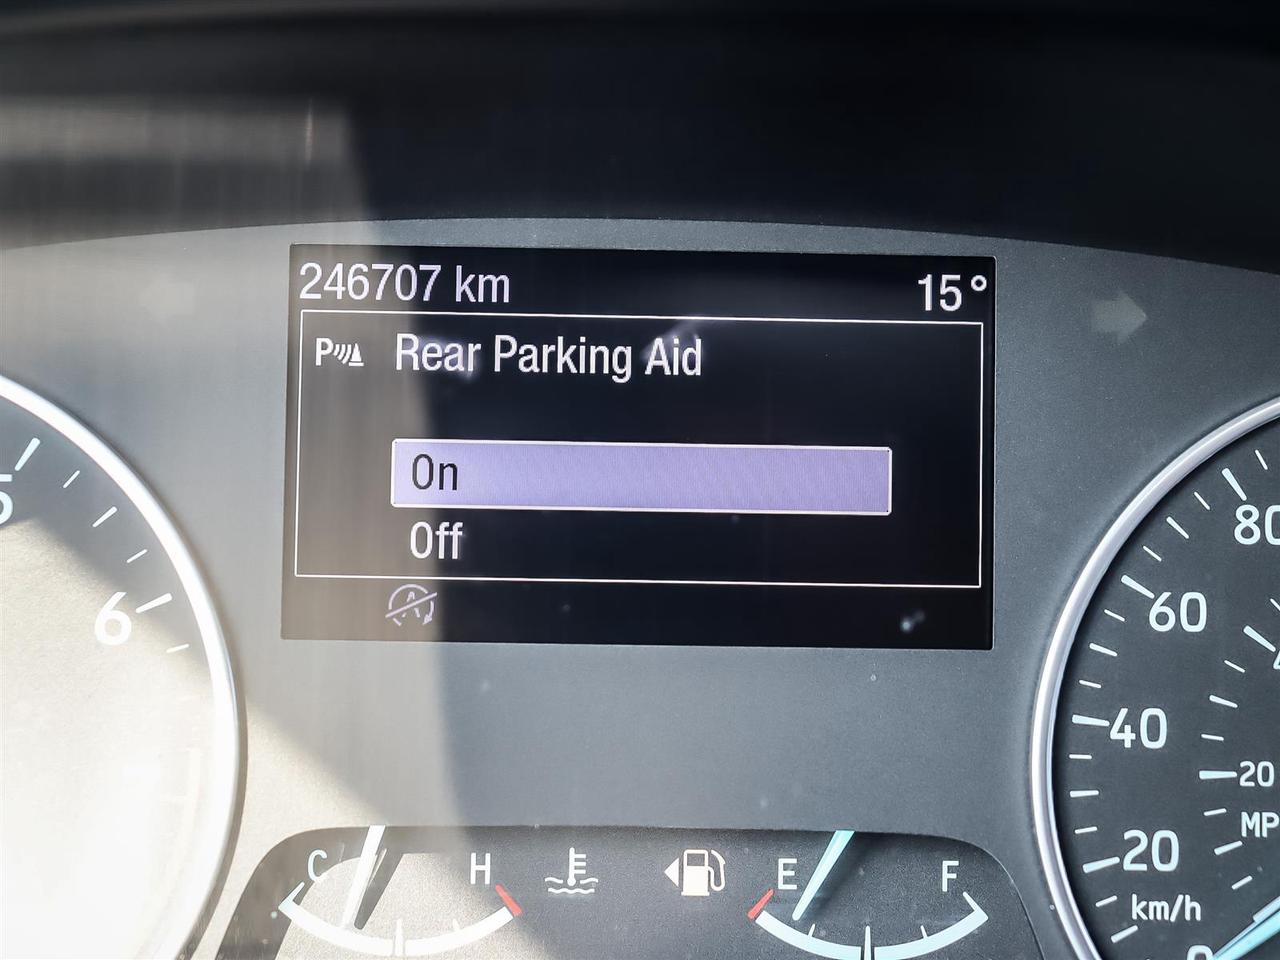 246707 km 15°
P Rear Parking Aid
On
Off
A
6
80
60
40
20
km/h
20
C H
E F